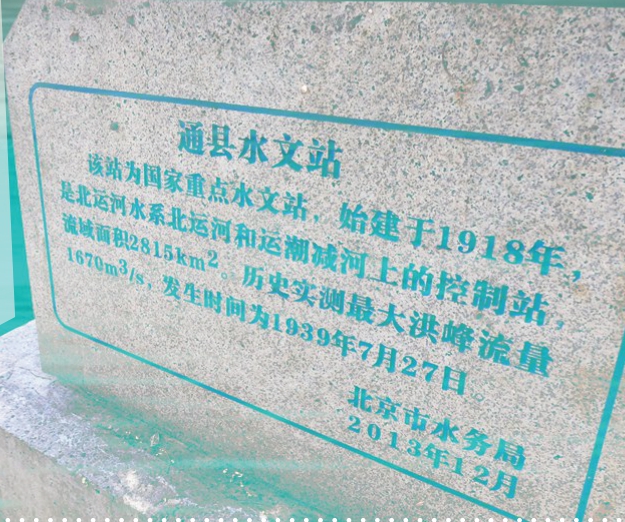 通县水文站
该站为国家重点水文站，始建于1918年，
是北运河水系北运河和运潮减河上的控制站，
流域面积2815km²。历史实测最大洪峰流量
1670m³/s，发生时间为1939年7月27日。
北京市水务局
2013年12月